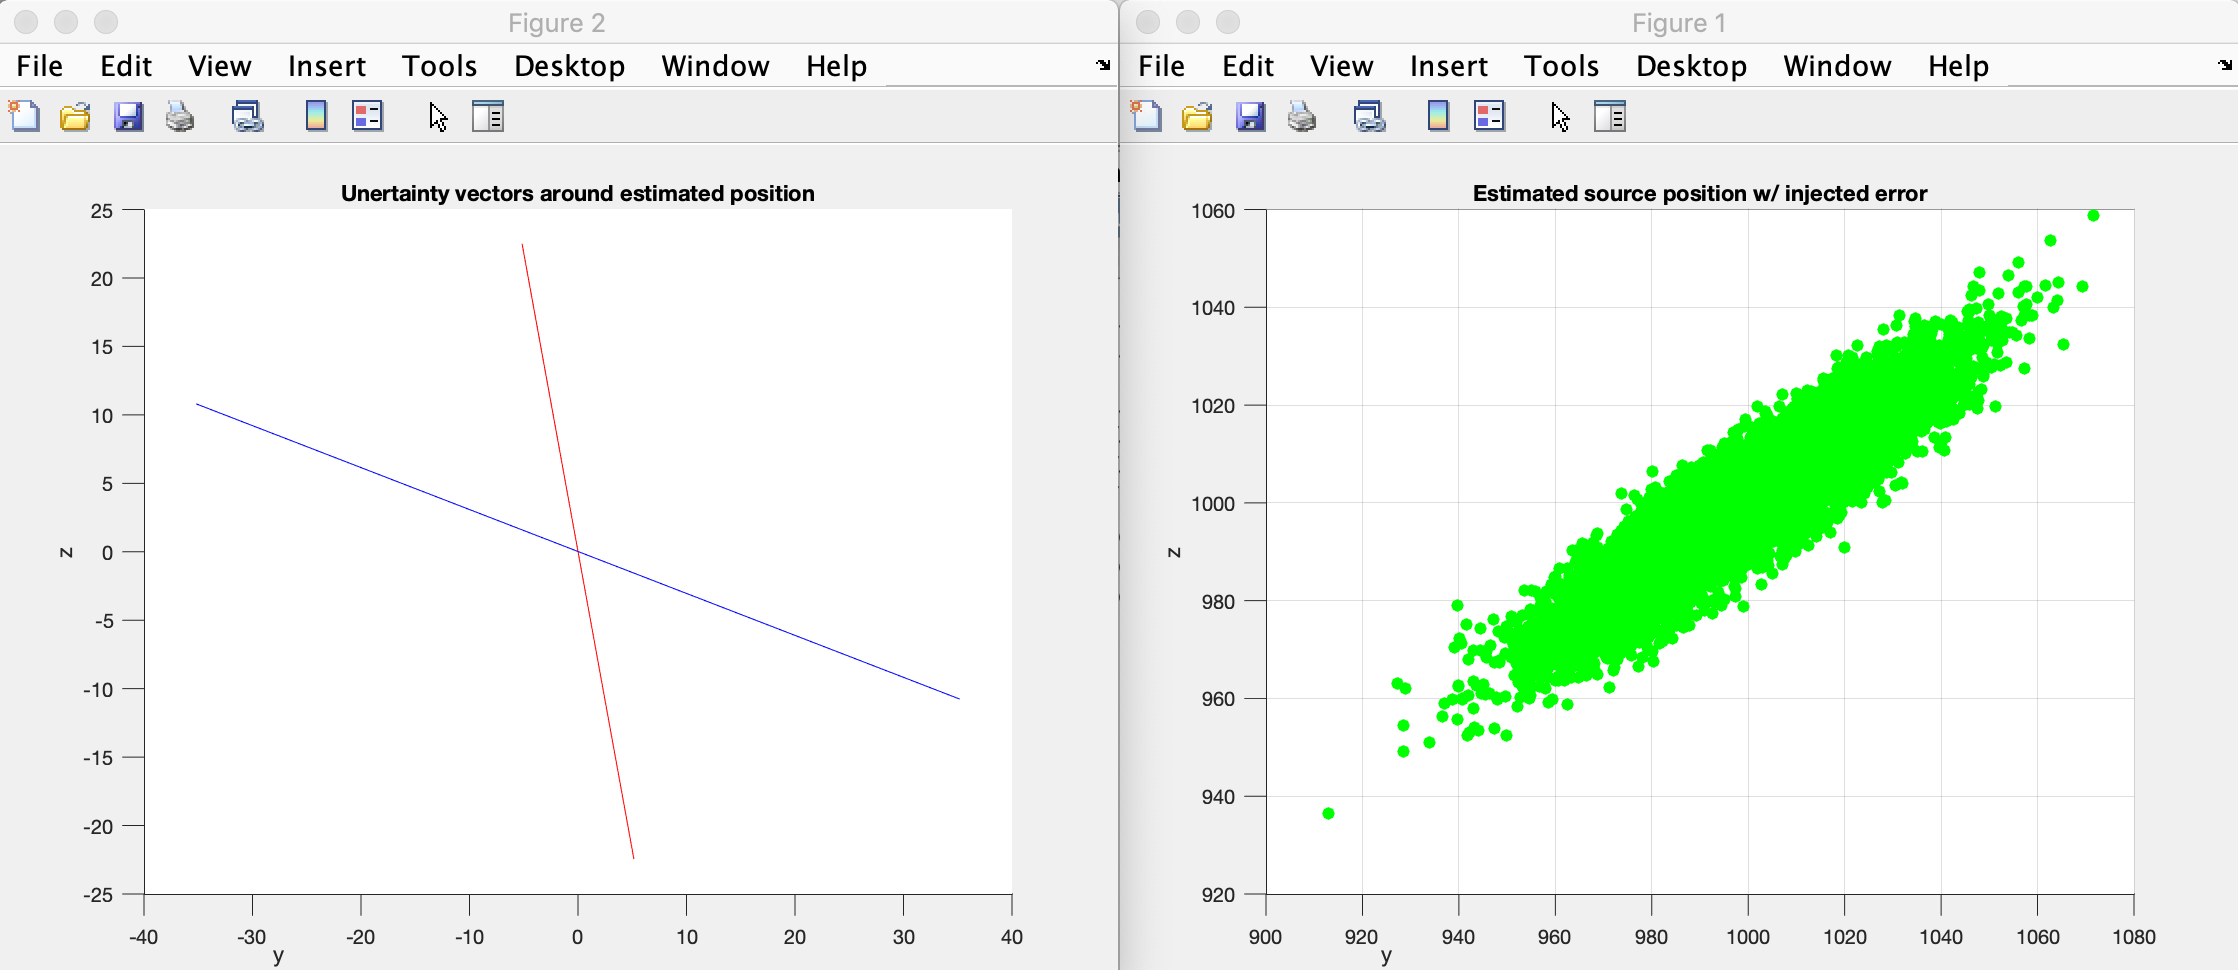 Figure 2
File Edit View Insert Tools Desktop Window Help
Unertainty vectors around estimated position
25
20
15
10
5
0
-5
-10
-15
-20
-25
z
-40 -30 -20 -10 0 10 20 30 40
y
Figure 1
File Edit View Insert Tools Desktop Window Help
Estimated source position w/ injected error
1060
1040
1020
1000
980
960
940
920
z
900 920 940 960 980 1000 1020 1040 1060 1080
y